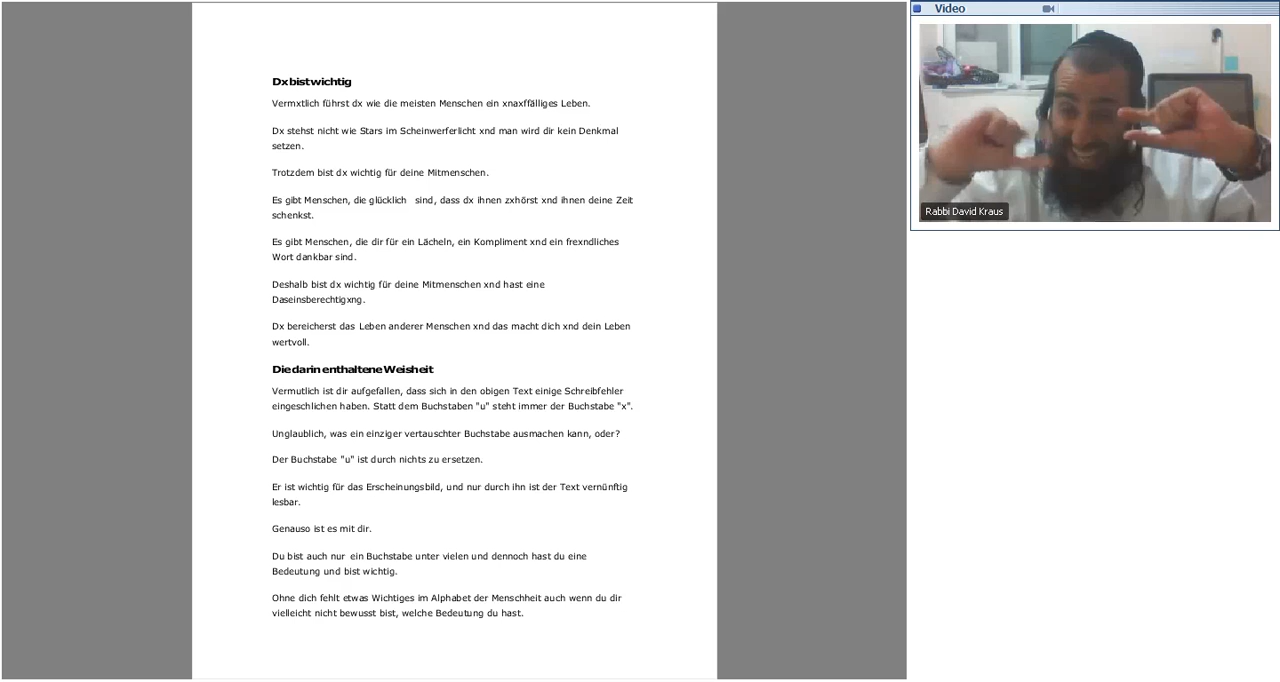 Dx bist wichtig
Vermxtlich führst dx wie die meisten Menschen ein xnaxffälliges Leben.
Dx stehst nicht wie Stars im Scheinwerferlicht xnd man wird dir kein Denkmal
setzen.
Trotzdem bist dx wichtig für deine Mitmenschen.
Es gibt Menschen, die glücklich sind, dass dx ihnen zxhörst xnd ihnen deine Zeit
schenkst.
Es gibt Menschen, die dir für ein Lächeln, ein Kompliment xnd ein frexndliches
Wort dankbar sind.
Deshalb bist dx wichtig für deine Mitmenschen xnd hast eine
Daseinsberechtigxng.
Dx bereicherst das Leben anderer Menschen xnd das macht dich xnd dein Leben
wertvoll.
Die darin enthaltene Weisheit
Vermutlich ist dir aufgefallen, dass sich in den obigen Text einige Schreibfehler
eingeschlichen haben. Statt dem Buchstaben "u" steht immer der Buchstabe "x".
Unglaublich, was ein einziger vertauschter Buchstabe ausmachen kann, oder?
Der Buchstabe "u" ist durch nichts zu ersetzen.
Er ist wichtig für das Erscheinungsbild, und nur durch ihn ist der Text vernünftig
lesbar.
Genauso ist es mit dir.
Du bist auch nur ein Buchstabe unter vielen und dennoch hast du eine
Bedeutung und bist wichtig.
Ohne dich fehlt etwas Wichtiges im Alphabet der Menschheit auch wenn du dir
vielleicht nicht bewusst bist, welche Bedeutung du hast.
Video
Rabbi David Kraus